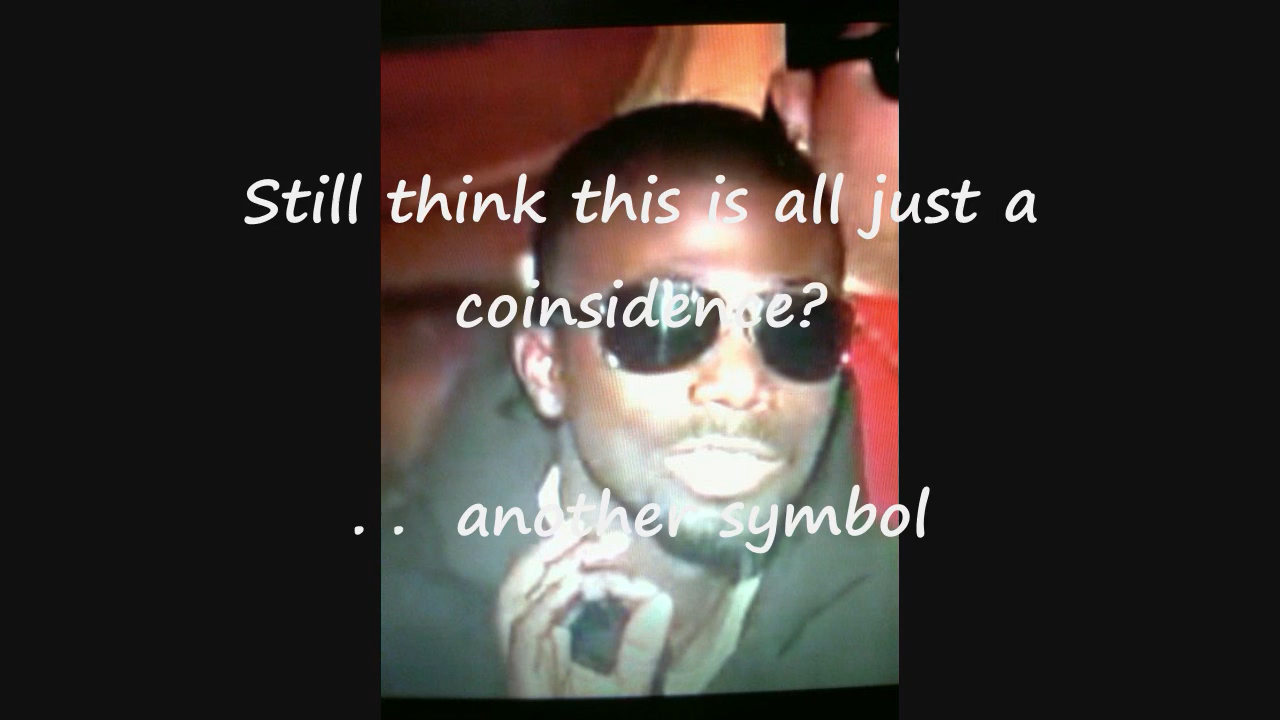 Still think this is all just a
coinsidence?
. . another symbol